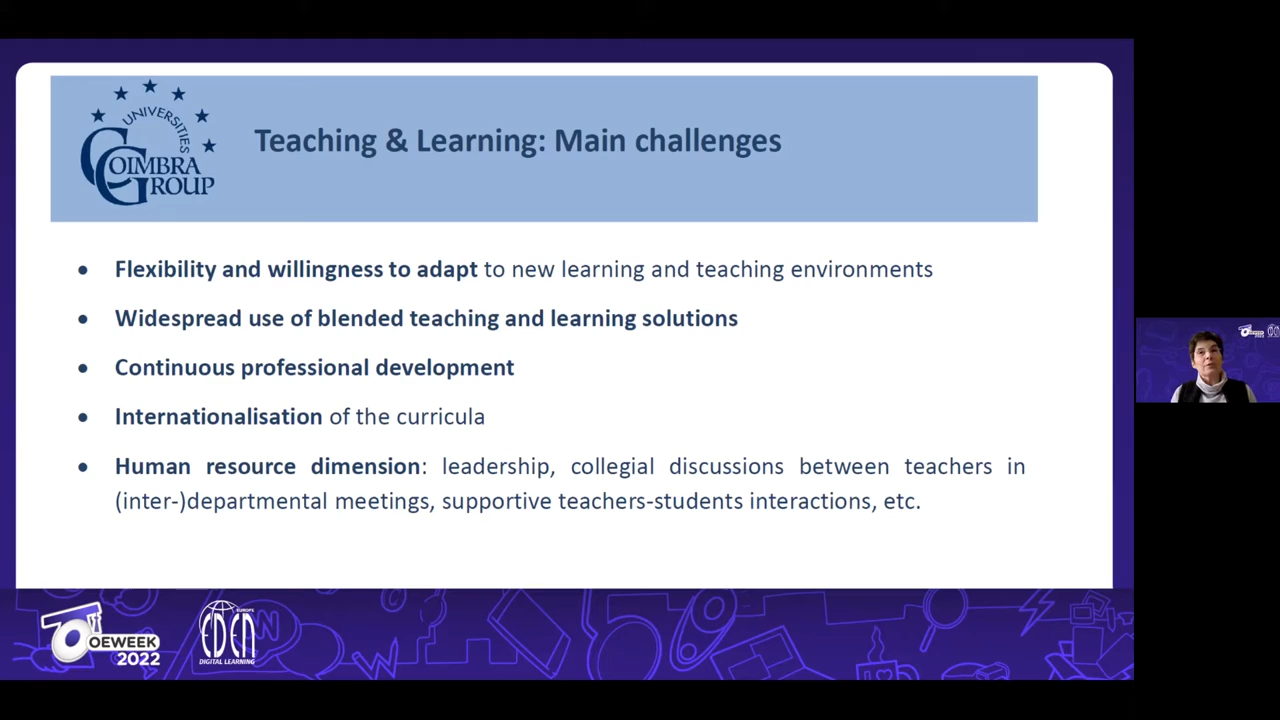 UNIVERSITIES
COIMBRA
GROUP
Teaching & Learning: Main challenges
• Flexibility and willingness to adapt to new learning and teaching environments
• Widespread use of blended teaching and learning solutions
• Continuous professional development
• Internationalisation of the curricula
• Human resource dimension: leadership, collegial discussions between teachers in
(inter-)departmental meetings, supportive teachers-students interactions, etc.
OEWEEK
2022
EUROPE
EDEN
DIGITAL LEARNING